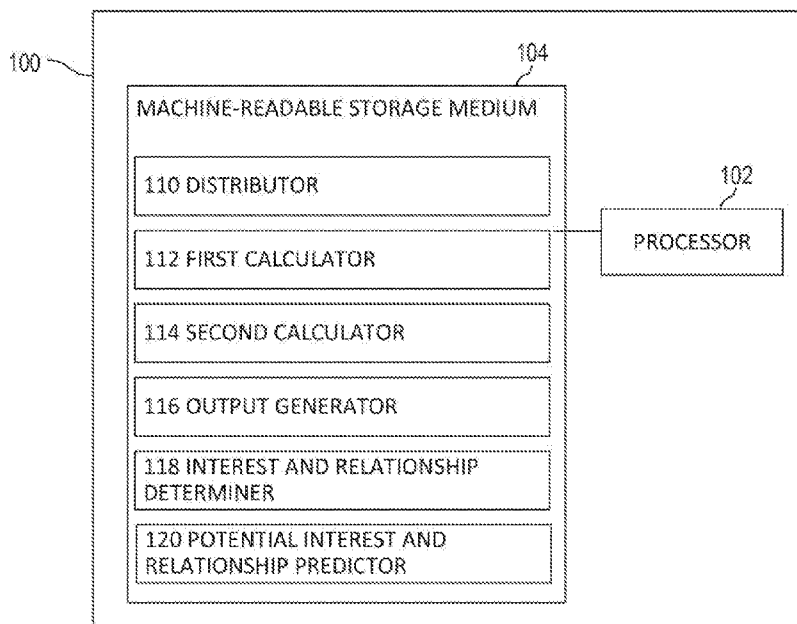 100
104
MACHINE-READABLE STORAGE MEDIUM
110 DISTRIBUTOR
102
PROCESSOR
112 FIRST CALCULATOR
114 SECOND CALCULATOR
116 OUTPUT GENERATOR
118 INTEREST AND RELATIONSHIP
DETERMINER
120 POTENTIAL INTEREST AND
RELATIONSHIP PREDICTOR